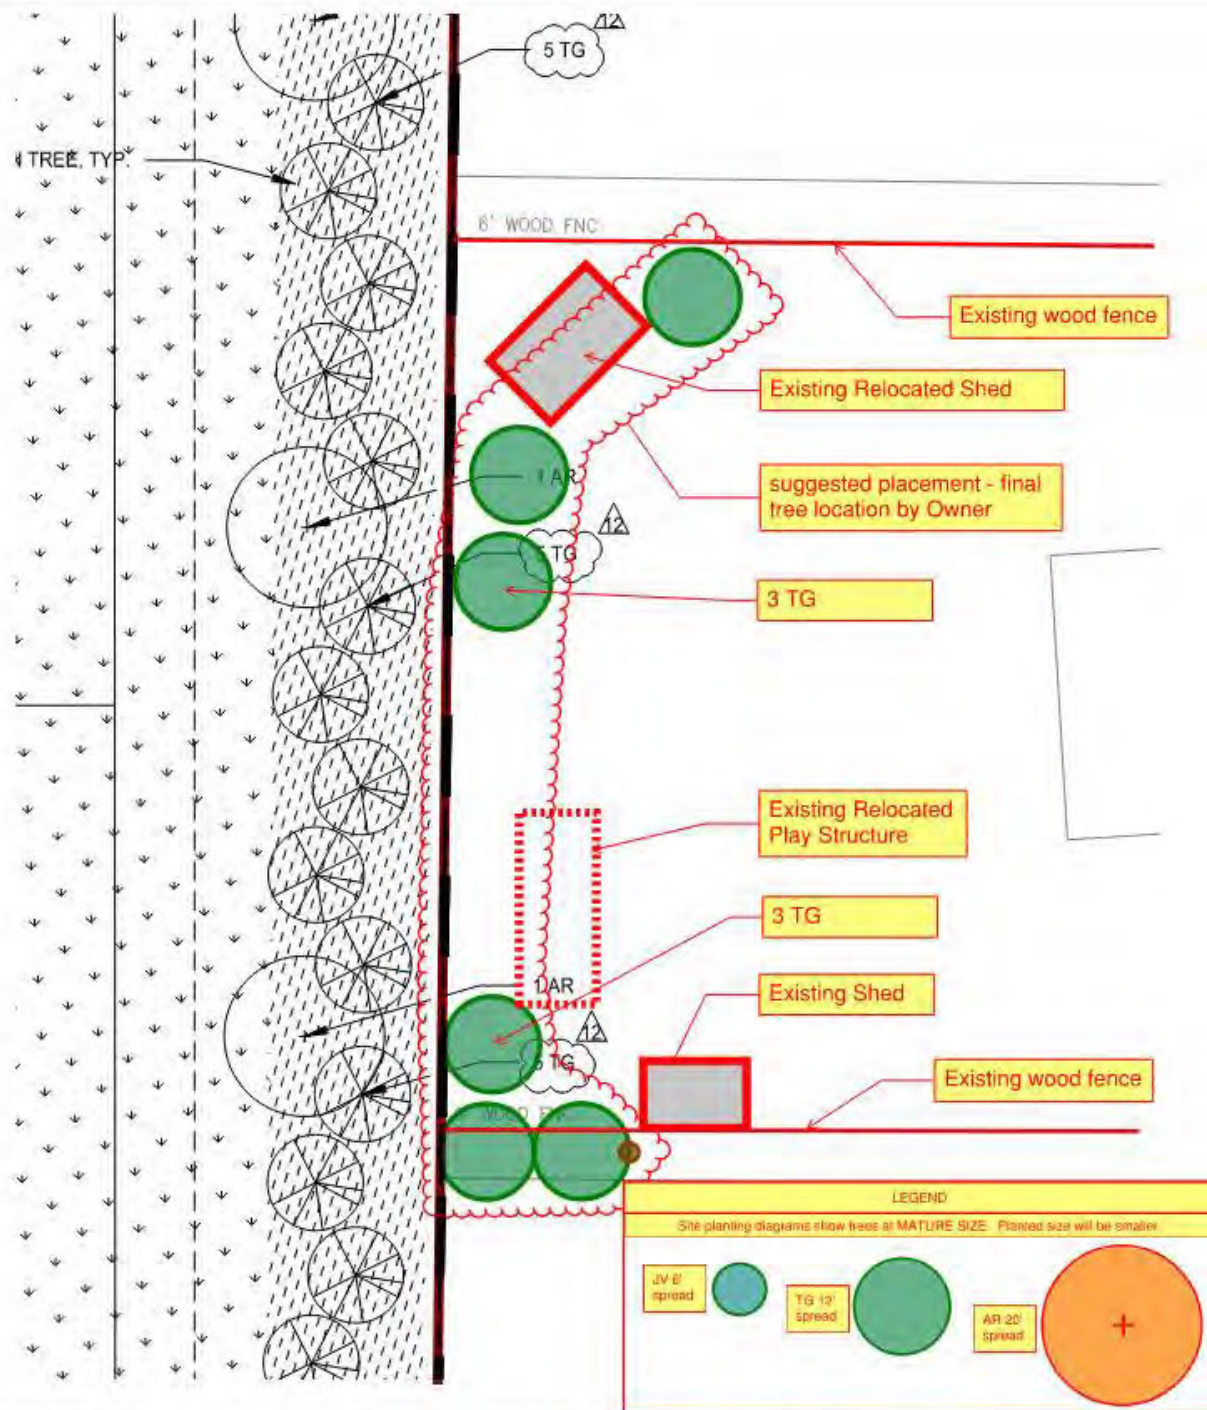 12
5 TG
TREE, TYP.
6' WOOD FNC
Existing wood fence
Existing Relocated Shed
1 AR
suggested placement - final
tree location by Owner
12
5 TG
3 TG
Existing Relocated
Play Structure
3 TG
1 AR
Existing Shed
12
TG
Existing wood fence
LEGEND
Site planting diagrams show trees at MATURE SIZE. Planted size will be smaller
JV 6'
spread
TG 12'
spread
AR 20'
spread